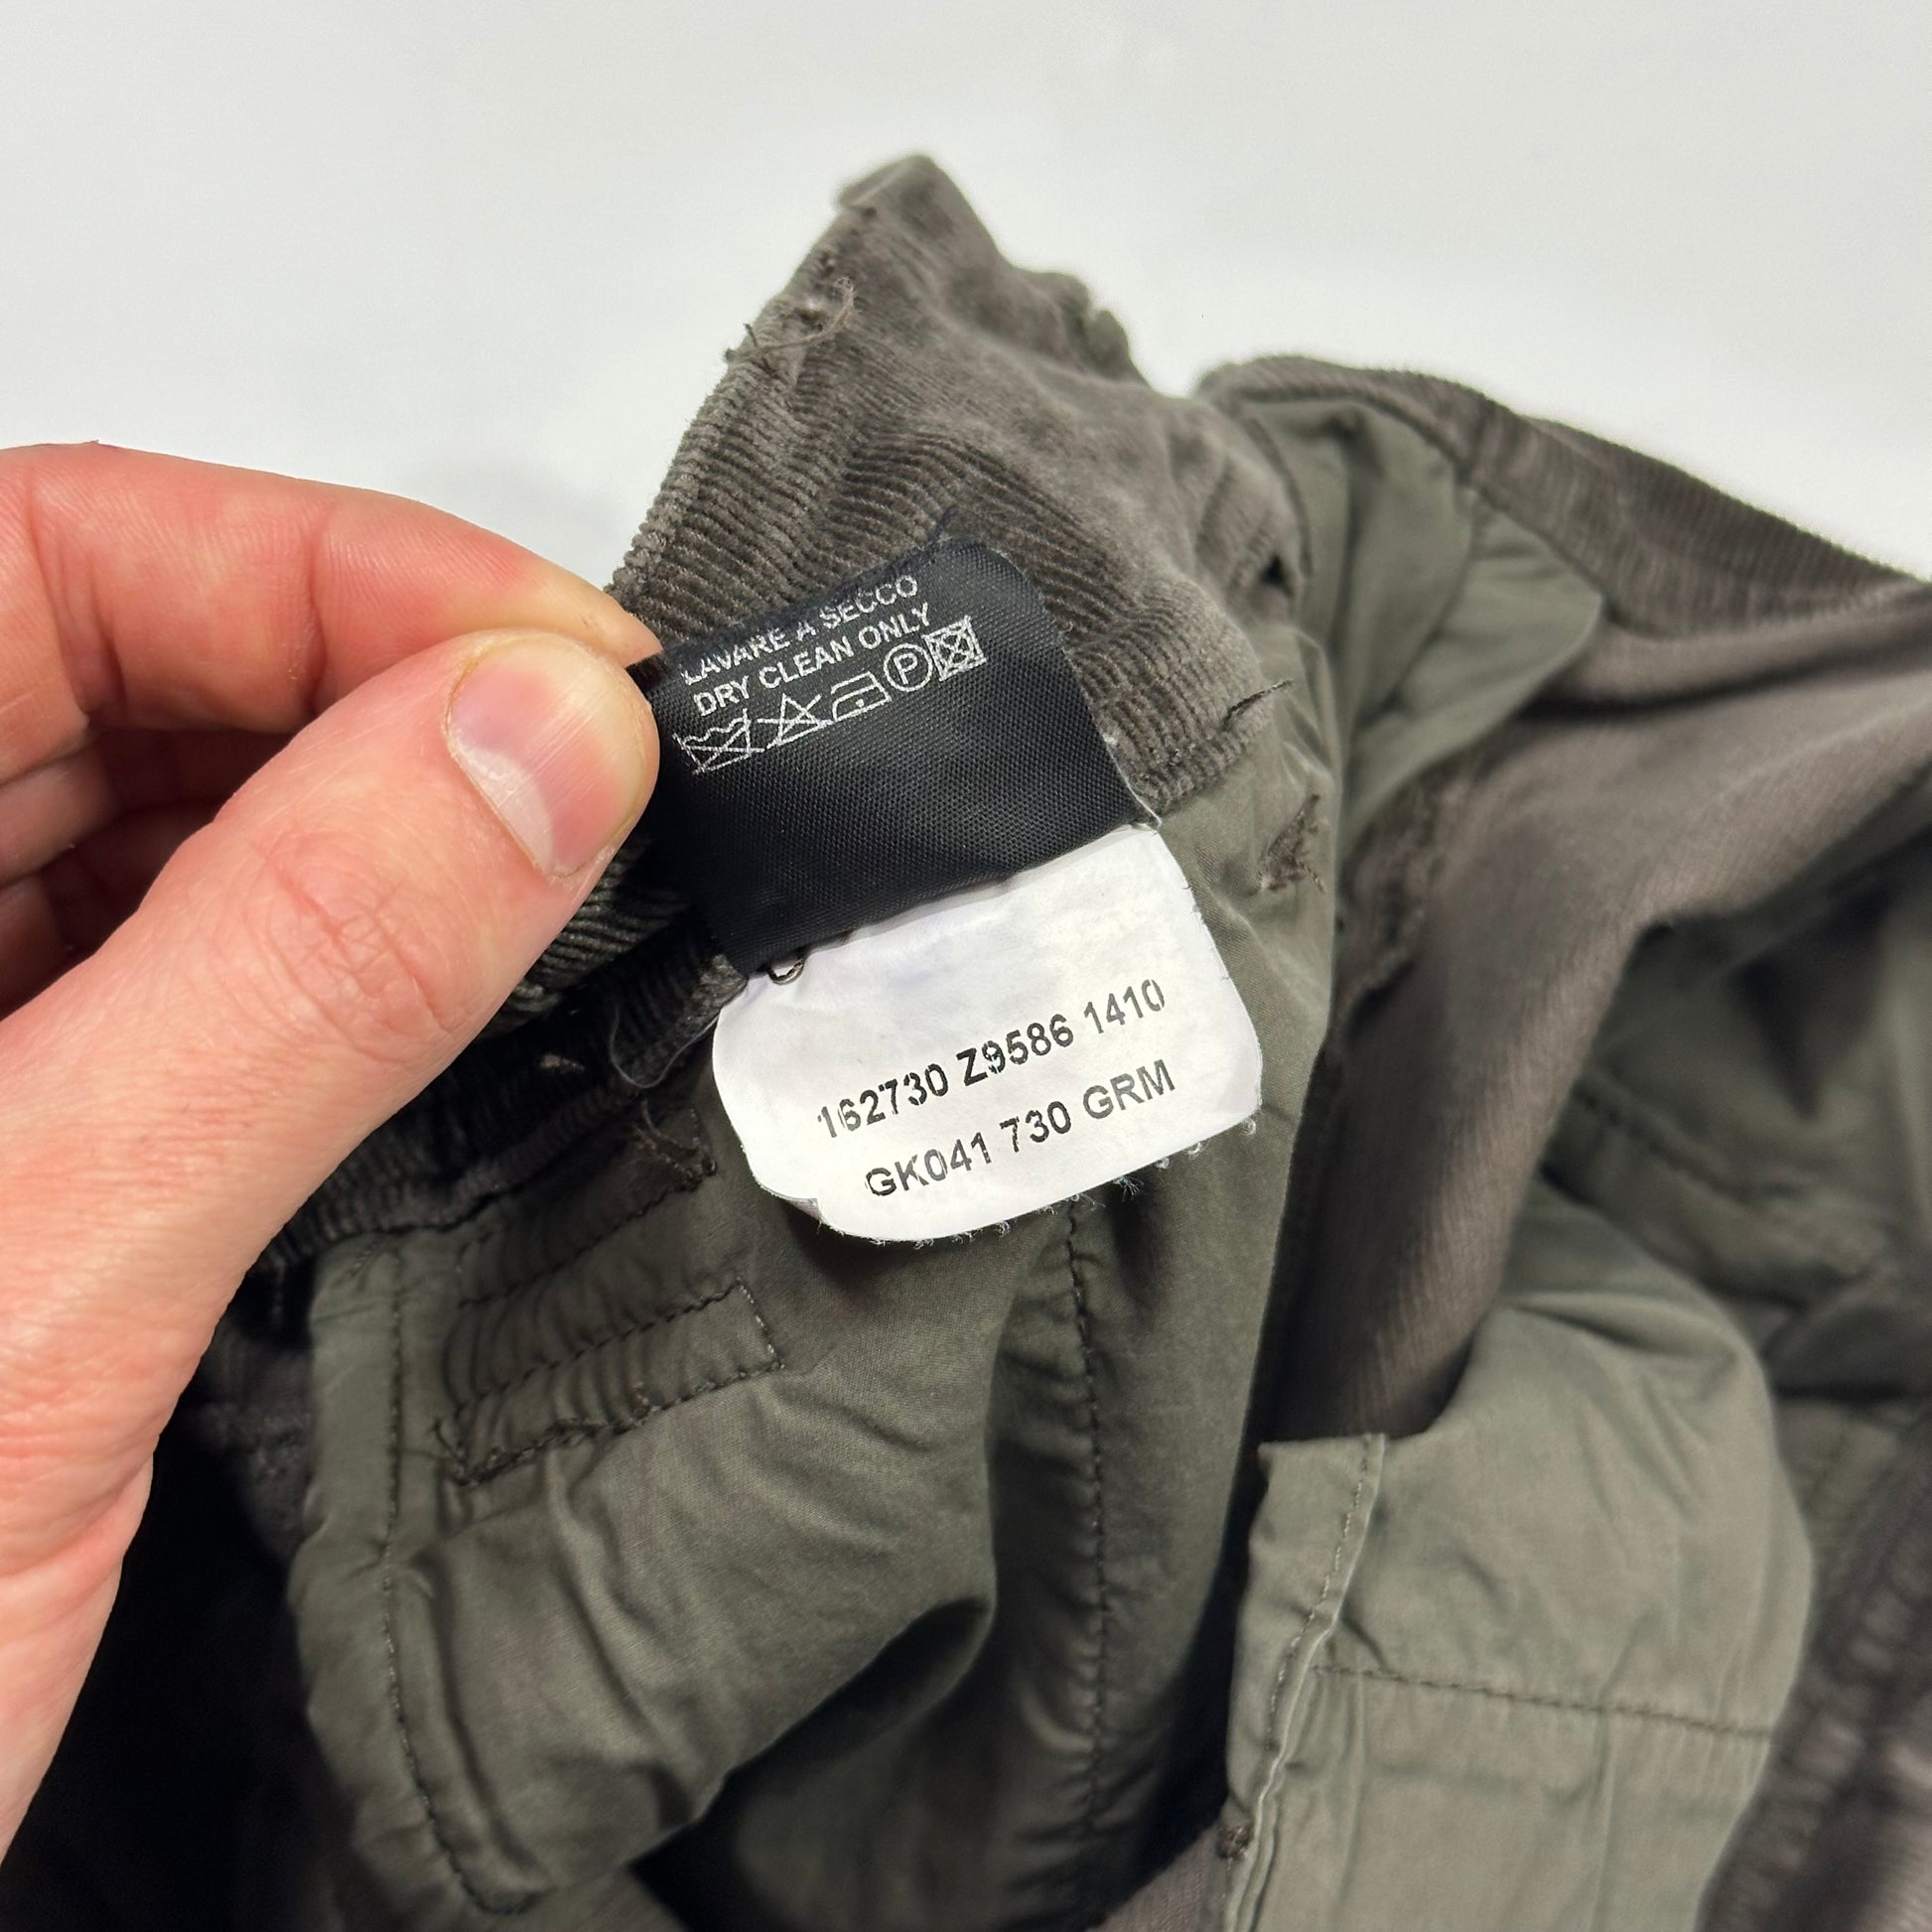 LAVARE A SECCO
DRY CLEAN ONLY
P
162730 Z9586 1410
GK041 730 GRM